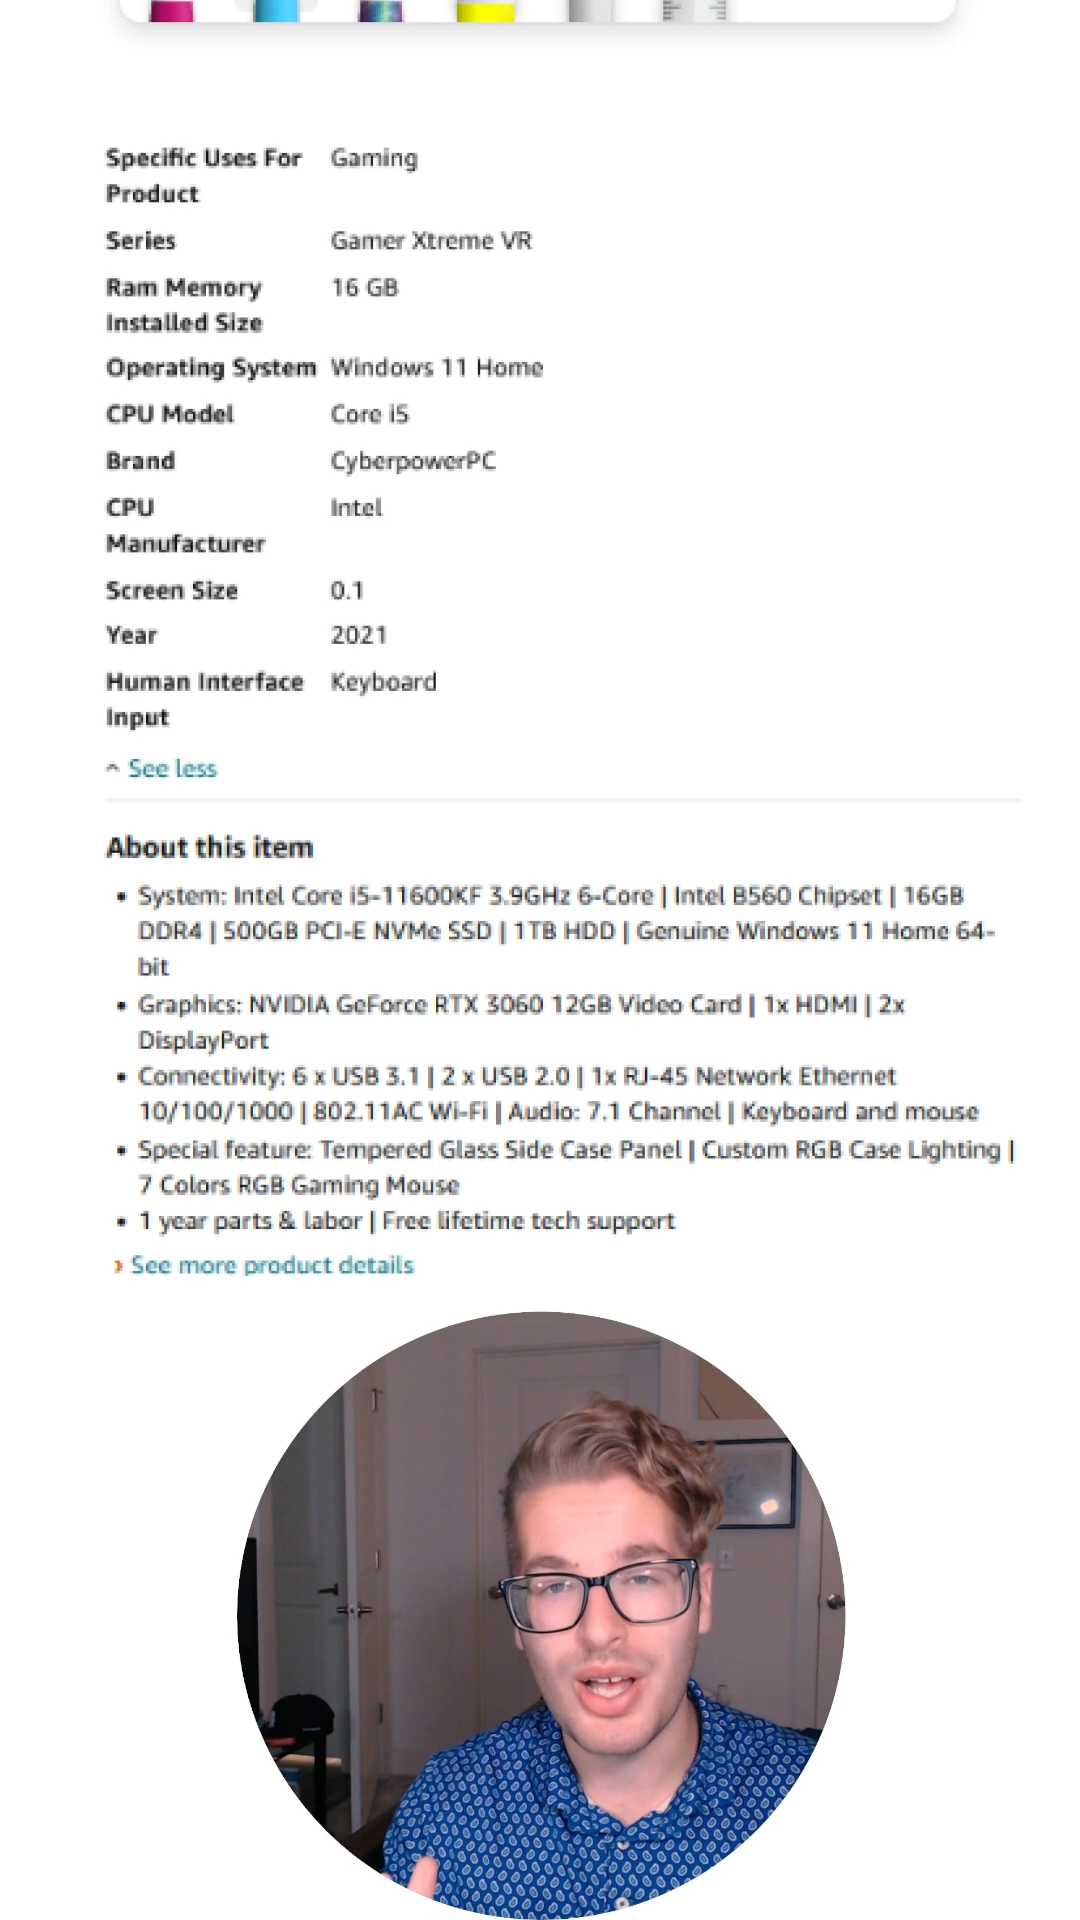 Specific Uses For Gaming
Product
Series Gamer Xtreme VR
Ram Memory 16 GB
Installed Size
Operating System Windows 11 Home
CPU Model Core i5
Brand CyberpowerPC
CPU Intel
Manufacturer
Screen Size 0.1
Year 2021
Human Interface Keyboard
Input
^ See less
About this item
• System: Intel Core i5-11600KF 3.9GHz 6-Core | Intel B560 Chipset | 16GB
DDR4 | 500GB PCI-E NVMe SSD | 1TB HDD | Genuine Windows 11 Home 64-
bit
• Graphics: NVIDIA GeForce RTX 3060 12GB Video Card | 1x HDMI | 2x
DisplayPort
• Connectivity: 6 x USB 3.1 | 2 x USB 2.0 | 1x RJ-45 Network Ethernet
10/100/1000 | 802.11AC Wi-Fi | Audio: 7.1 Channel | Keyboard and mouse
• Special feature: Tempered Glass Side Case Panel | Custom RGB Case Lighting |
7 Colors RGB Gaming Mouse
• 1 year parts & labor | Free lifetime tech support
› See more product details